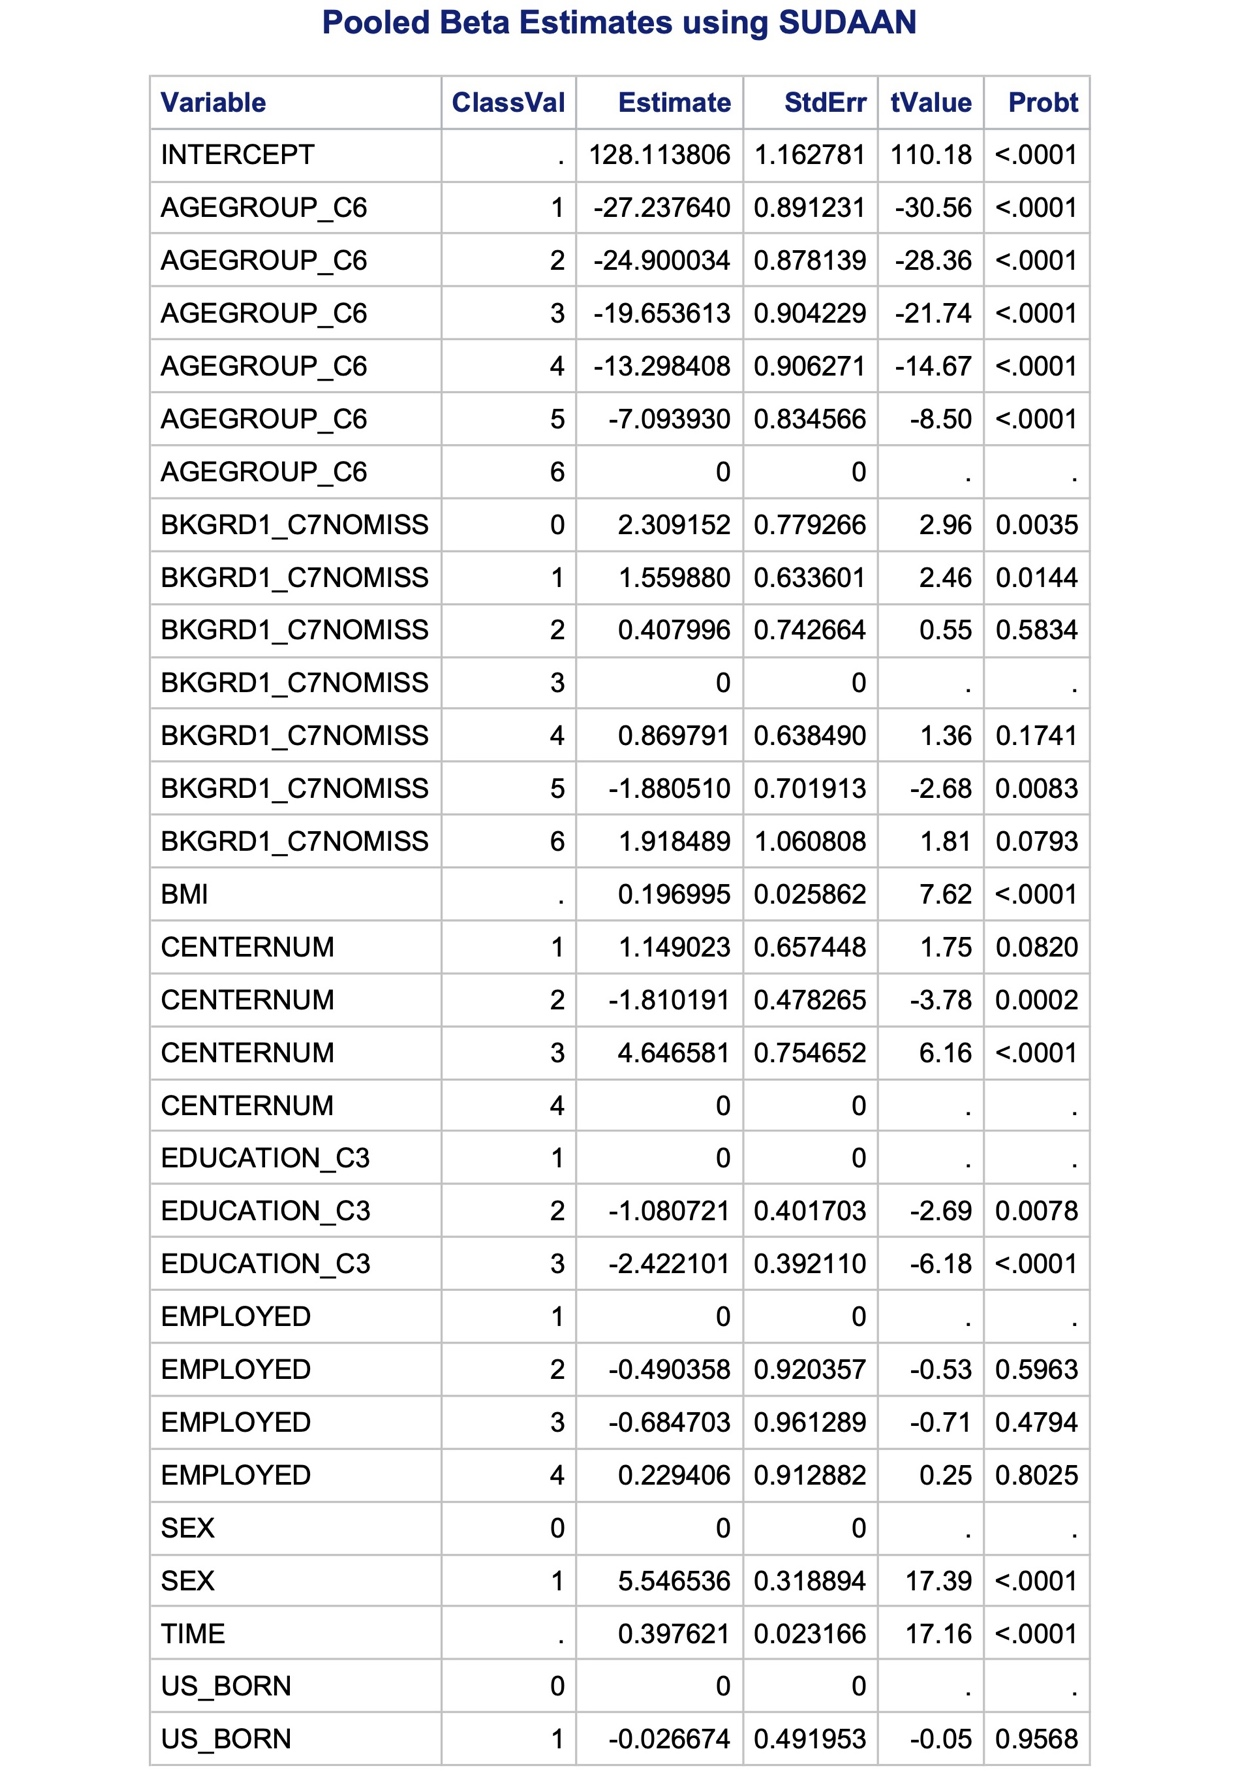 Pooled Beta Estimates using SUDAAN
Variable ClassVal Estimate StdErr tValue Probt
INTERCEPT . 128.113806 1.162781 110.18 <.0001
AGEGROUP_C6 1 -27.237640 0.891231 -30.56 <.0001
AGEGROUP_C6 2 -24.900034 0.878139 -28.36 <.0001
AGEGROUP_C6 3 -19.653613 0.904229 -21.74 <.0001
AGEGROUP_C6 4 -13.298408 0.906271 -14.67 <.0001
AGEGROUP_C6 5 -7.093930 0.834566 -8.50 <.0001
AGEGROUP_C6 6 0 0 . .
BKGRD1_C7NOMISS 0 2.309152 0.779266 2.96 0.0035
BKGRD1_C7NOMISS 1 1.559880 0.633601 2.46 0.0144
BKGRD1_C7NOMISS 2 0.407996 0.742664 0.55 0.5834
BKGRD1_C7NOMISS 3 0 0 . .
BKGRD1_C7NOMISS 4 0.869791 0.638490 1.36 0.1741
BKGRD1_C7NOMISS 5 -1.880510 0.701913 -2.68 0.0083
BKGRD1_C7NOMISS 6 1.918489 1.060808 1.81 0.0793
BMI . 0.196995 0.025862 7.62 <.0001
CENTERNUM 1 1.149023 0.657448 1.75 0.0820
CENTERNUM 2 -1.810191 0.478265 -3.78 0.0002
CENTERNUM 3 4.646581 0.754652 6.16 <.0001
CENTERNUM 4 0 0 . .
EDUCATION_C3 1 0 0 . .
EDUCATION_C3 2 -1.080721 0.401703 -2.69 0.0078
EDUCATION_C3 3 -2.422101 0.392110 -6.18 <.0001
EMPLOYED 1 0 0 . .
EMPLOYED 2 -0.490358 0.920357 -0.53 0.5963
EMPLOYED 3 -0.684703 0.961289 -0.71 0.4794
EMPLOYED 4 0.229406 0.912882 0.25 0.8025
SEX 0 0 0 . .
SEX 1 5.546536 0.318894 17.39 <.0001
TIME . 0.397621 0.023166 17.16 <.0001
US_BORN 0 0 0 . .
US_BORN 1 -0.026674 0.491953 -0.05 0.9568